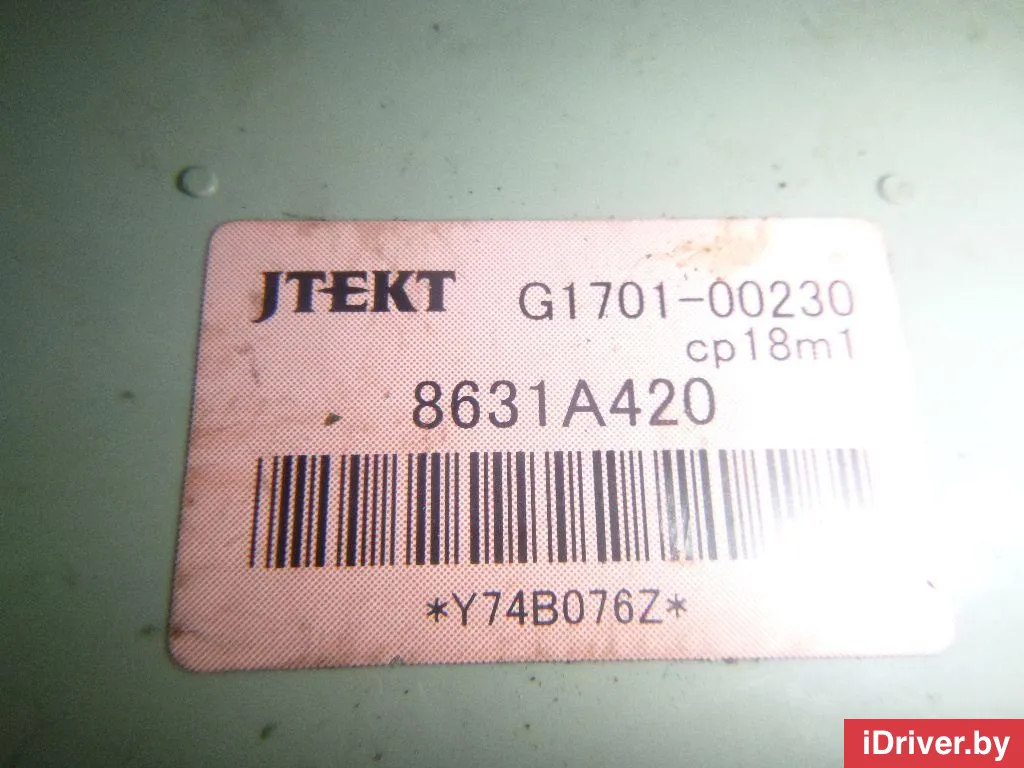 JTEKT G1701-00230
cp18m1
8631A420
*Y74B076Z*
iDriver.by